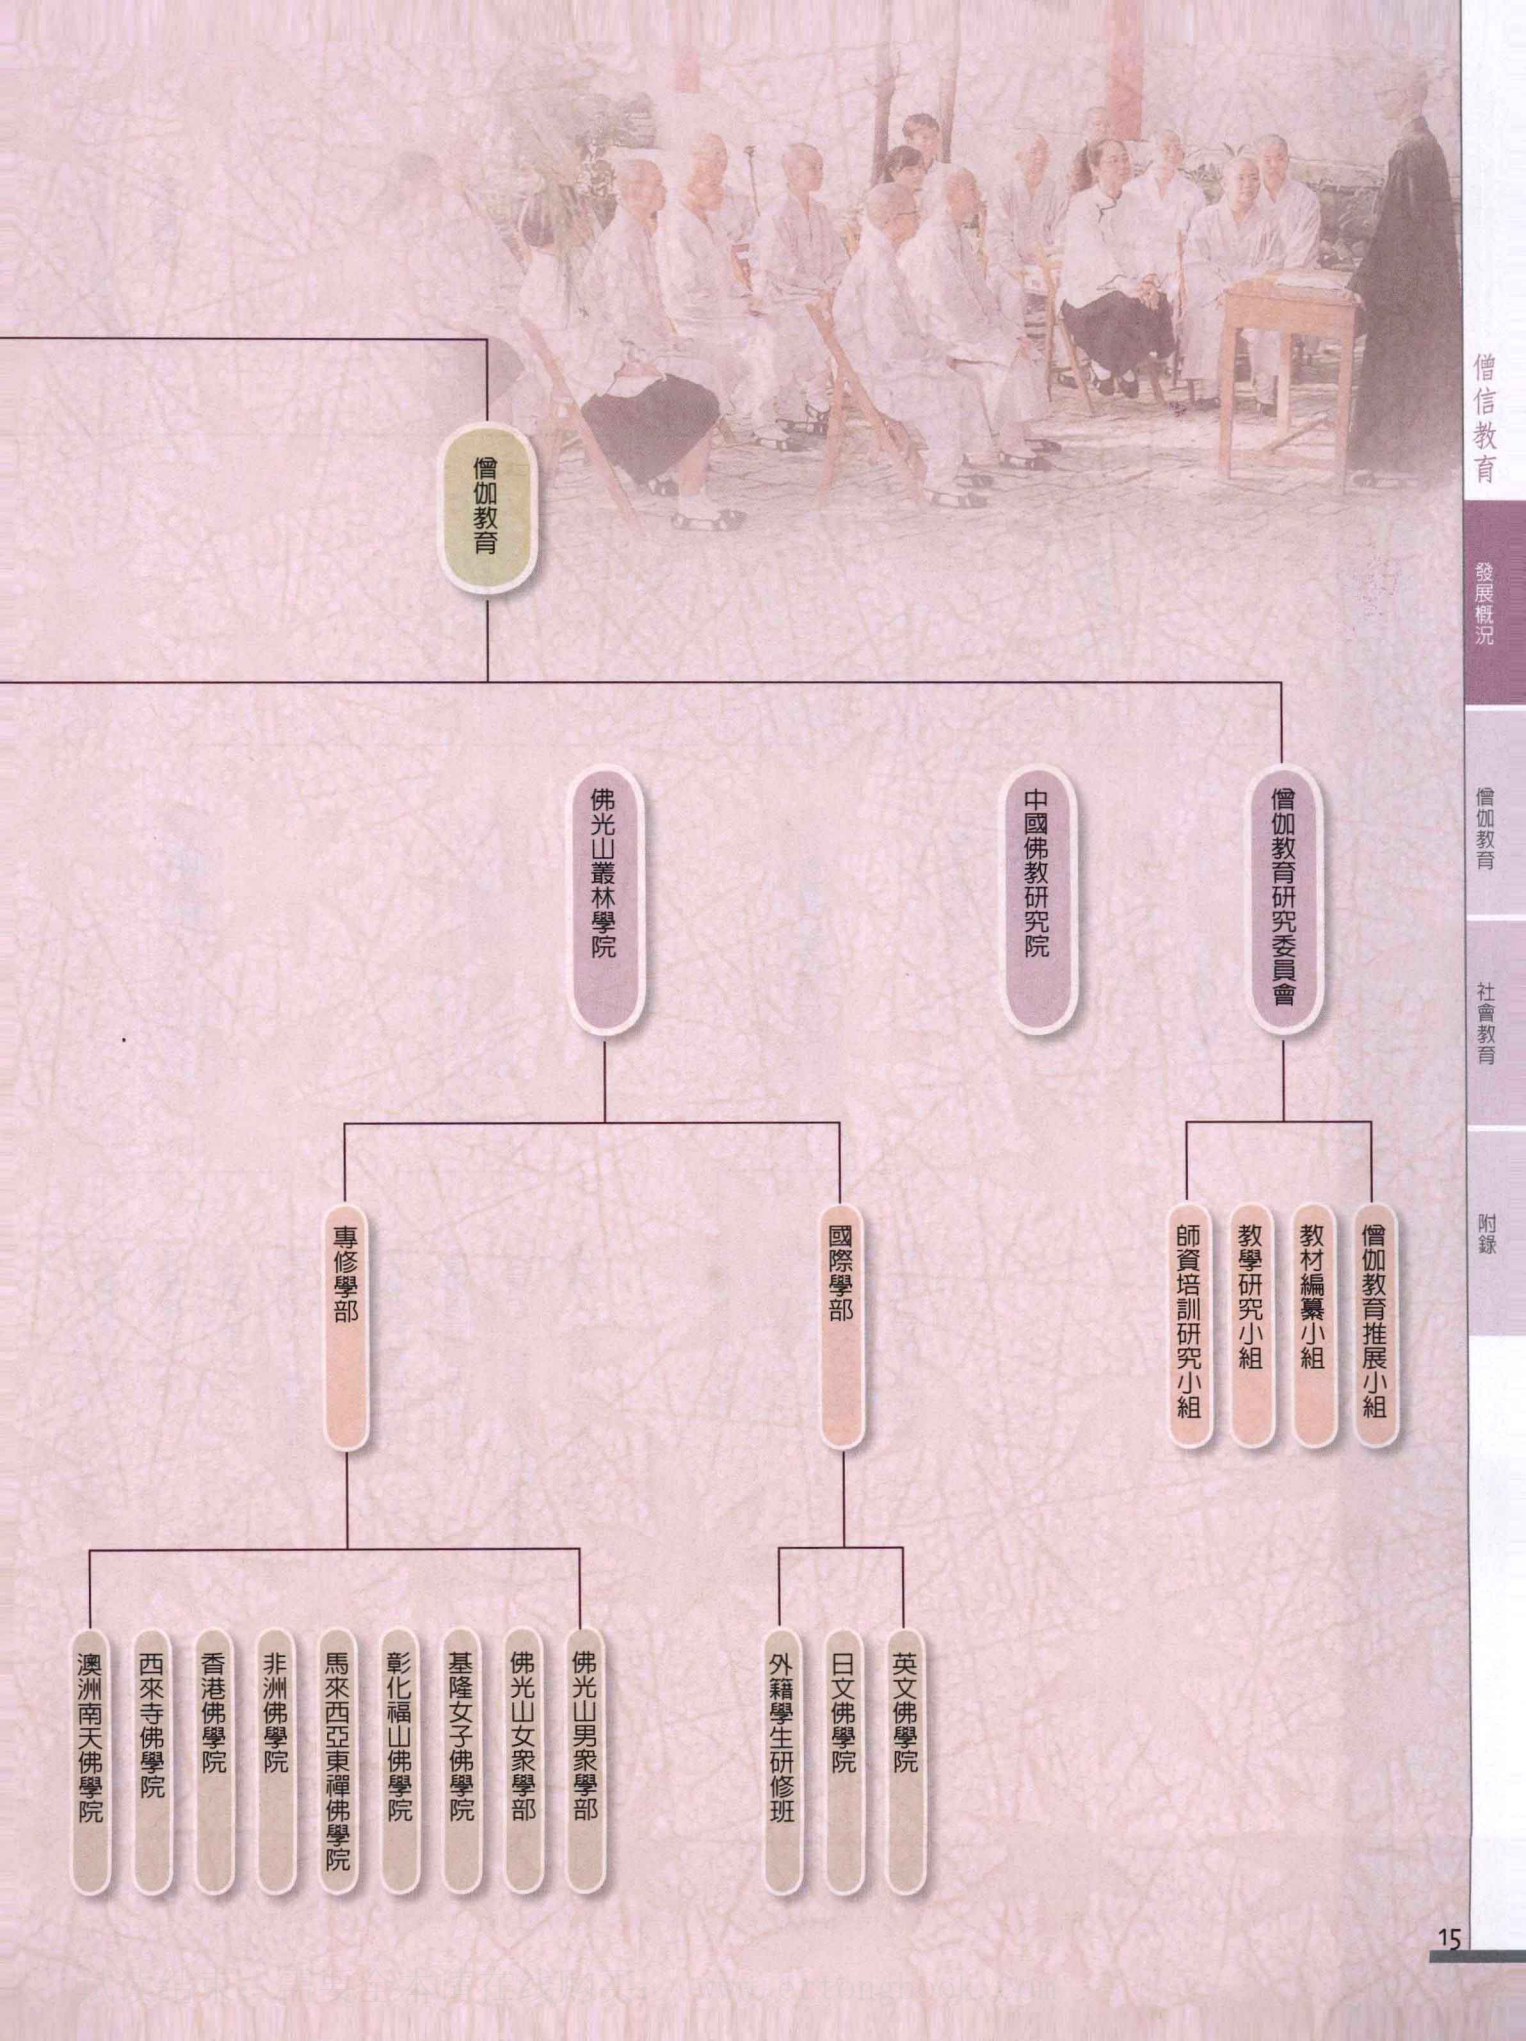 僧信教育
發展概況
僧伽教育
社會教育
附錄
僧伽教育
僧伽教育研究委員會
中國佛教研究院
佛光山叢林學院
僧伽教育推展小組
教材編纂小組
教學研究小組
師資培訓研究小組
國際學部
專修學部
英文佛學院
日文佛學院
外籍學生研修班
佛光山男眾學部
佛光山女眾學部
基隆女子佛學院
彰化福山佛學院
馬來西亞東禪佛學院
非洲佛學院
香港佛學院
西來寺佛學院
澳洲南天佛學院
15